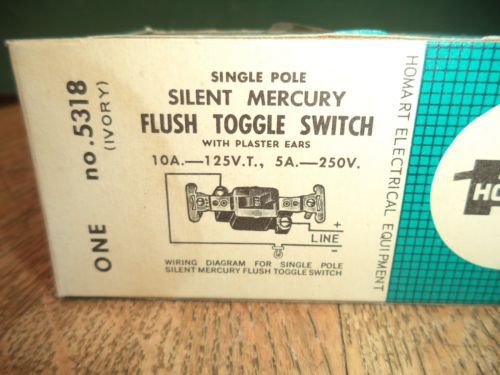 SINGLE POLE
SILENT MERCURY
FLUSH TOGGLE SWITCH
WITH PLASTER EARS
10A.—125V.T., 5A.—250V.
+
LINE
−
WIRING DIAGRAM FOR SINGLE POLE
SILENT MERCURY FLUSH TOGGLE SWITCH
ONE no. 5318
(IVORY)
HOMART ELECTRICAL EQUIPMENT